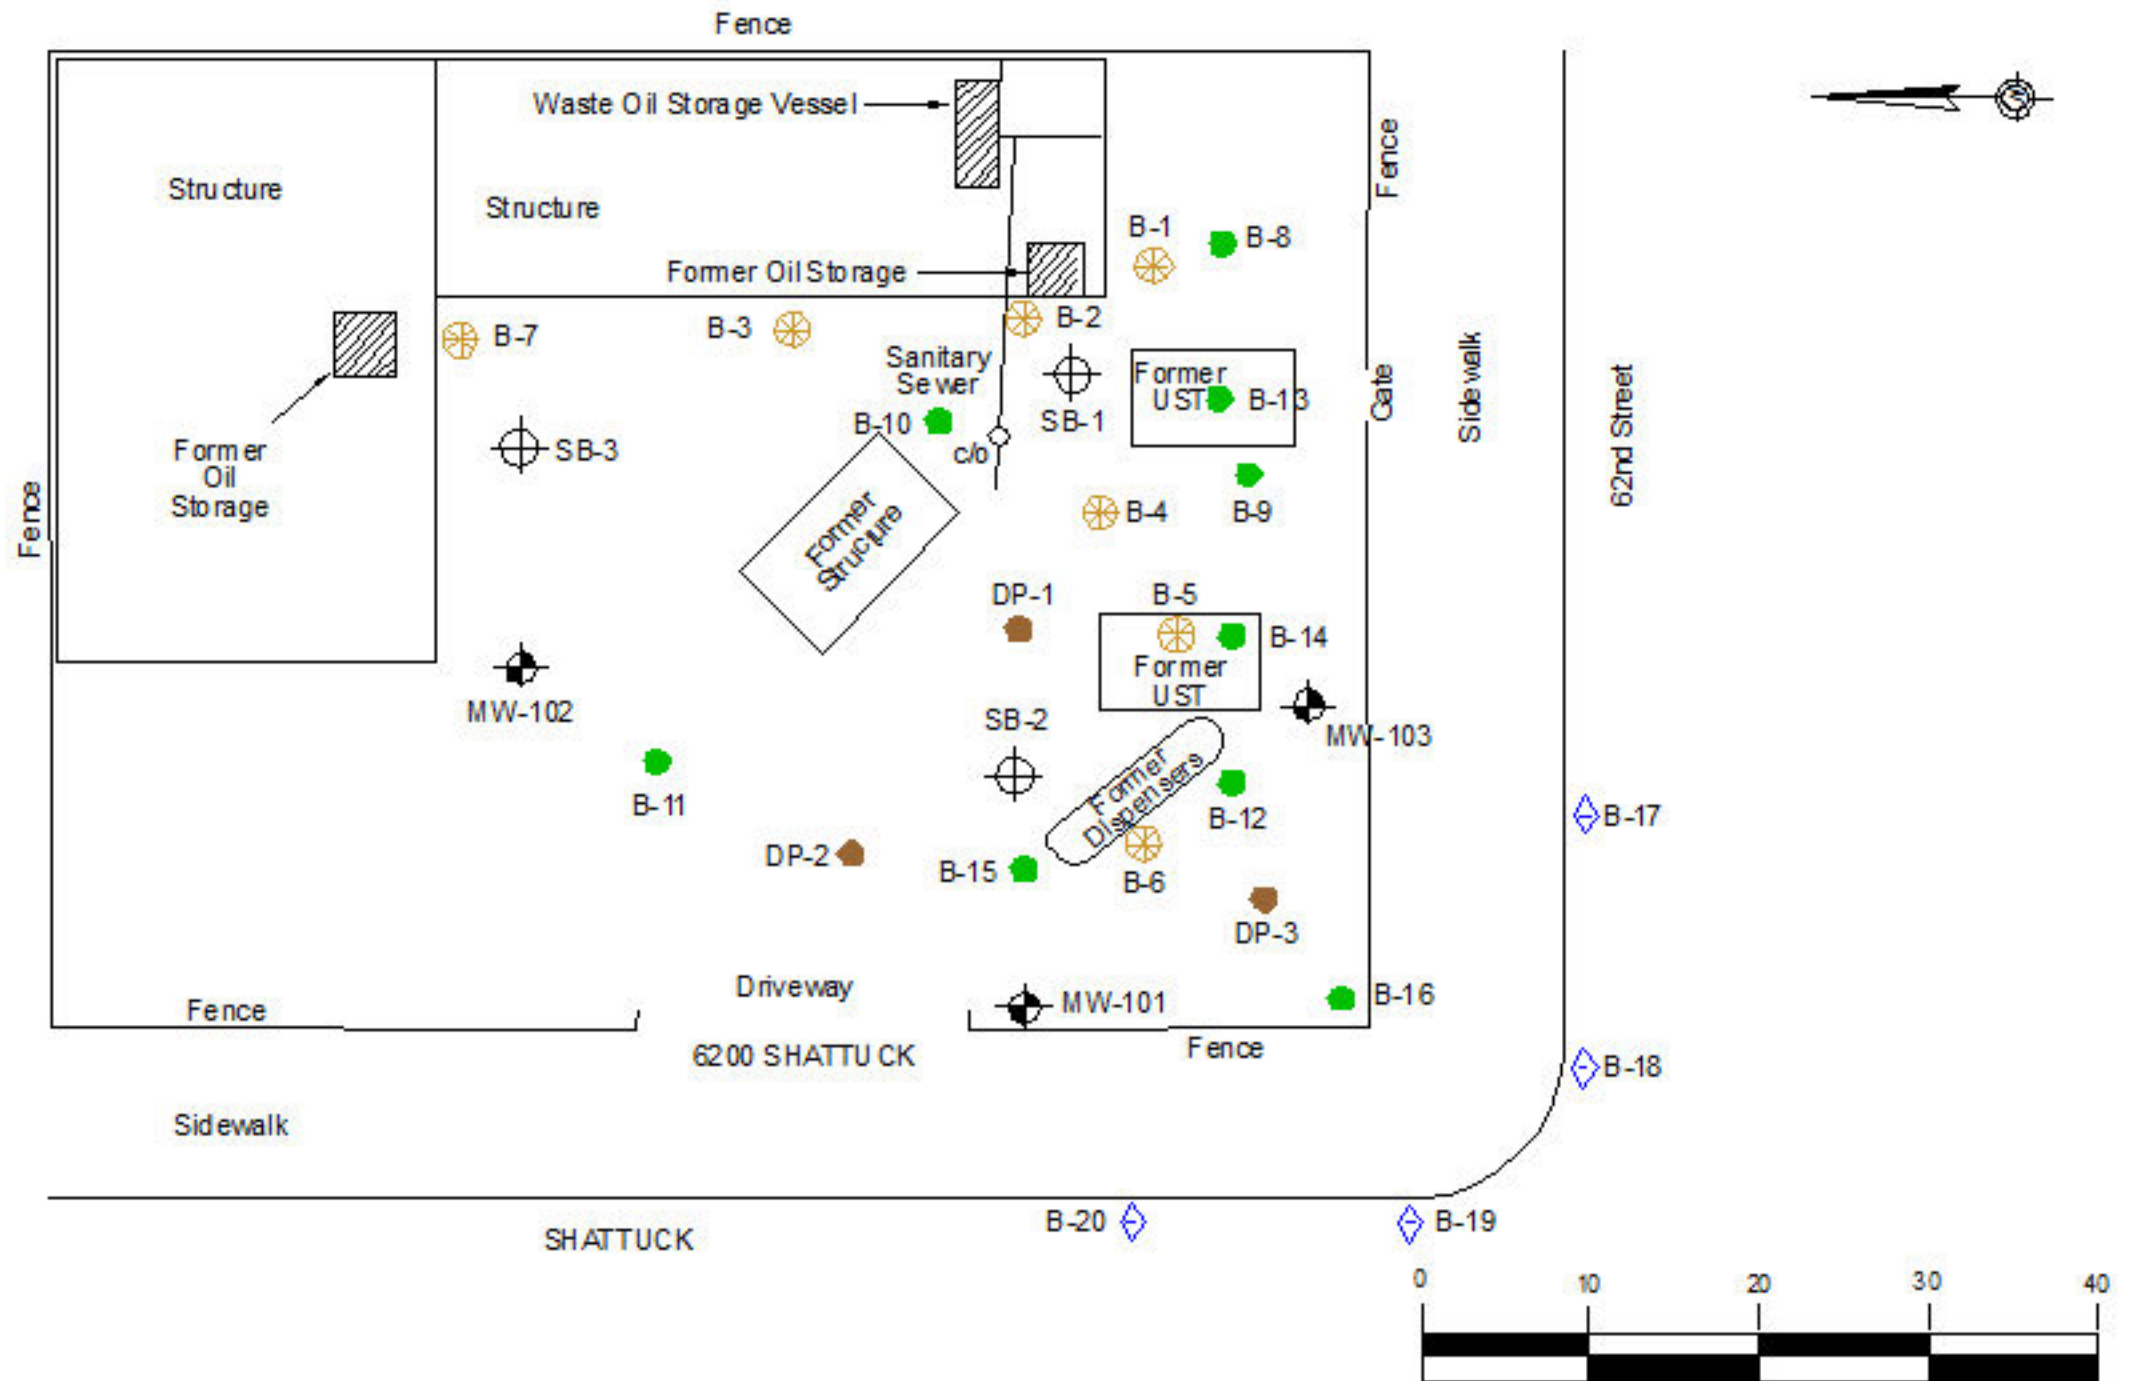 Fence
Waste Oil Storage Vessel
Structure
Structure
Fence
B-1
B-8
Former Oil Storage
B-7
B-3
B-2
Sanitary
Sewer
Former
UST
B-13
Gate
Sidewalk
62nd Street
B-10
SB-1
c/o
SB-3
Former
Oil
Storage
Fence
B-4
B-9
Former
Structure
DP-1
B-5
B-14
Former
UST
MW-102
SB-2
MW-103
Former
Dispensers
B-11
B-12
B-17
DP-2
B-15
B-6
DP-3
Driveway
MW-101
B-16
Fence
6200 SHATTUCK
Fence
B-18
Sidewalk
SHATTUCK
B-20
B-19
0 10 20 30 40